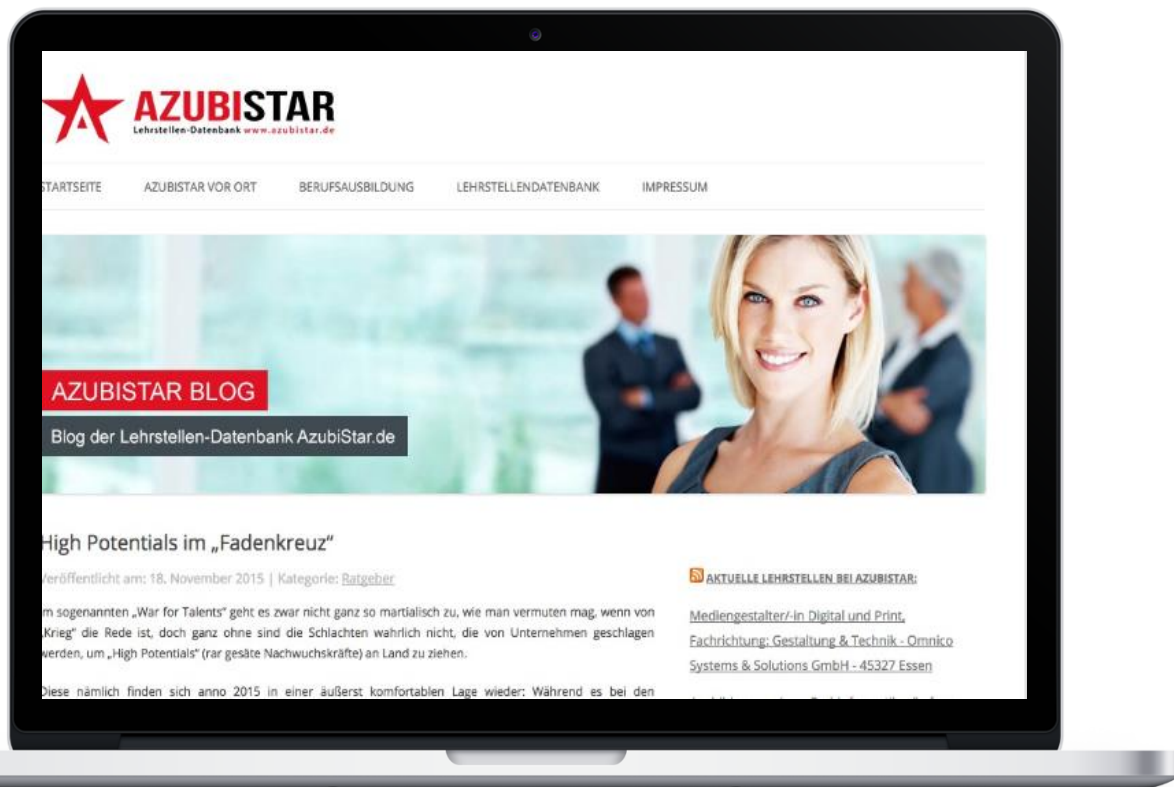 AZUBISTAR
Lehrstellen-Datenbank www.azubistar.de
STARTSEITE AZUBISTAR VOR ORT BERUFSAUSBILDUNG LEHRSTELLENDATENBANK IMPRESSUM
AZUBISTAR BLOG
Blog der Lehrstellen-Datenbank AzubiStar.de
High Potentials im „Fadenkreuz“
Veröffentlicht am: 18. November 2015 | Kategorie: Ratgeber
Im sogenannten „War for Talents“ geht es zwar nicht ganz so martialisch zu, wie man vermuten mag, wenn von
„Krieg“ die Rede ist, doch ganz ohne sind die Schlachten wahrlich nicht, die von Unternehmen geschlagen
werden, um „High Potentials“ (rar gesäte Nachwuchskräfte) an Land zu ziehen.
Diese nämlich finden sich anno 2015 in einer äußerst komfortablen Lage wieder: Während es bei den
AKTUELLE LEHRSTELLEN BEI AZUBISTAR:
Mediengestalter/-in Digital und Print,
Fachrichtung: Gestaltung & Technik - Omnico
Systems & Solutions GmbH - 45327 Essen